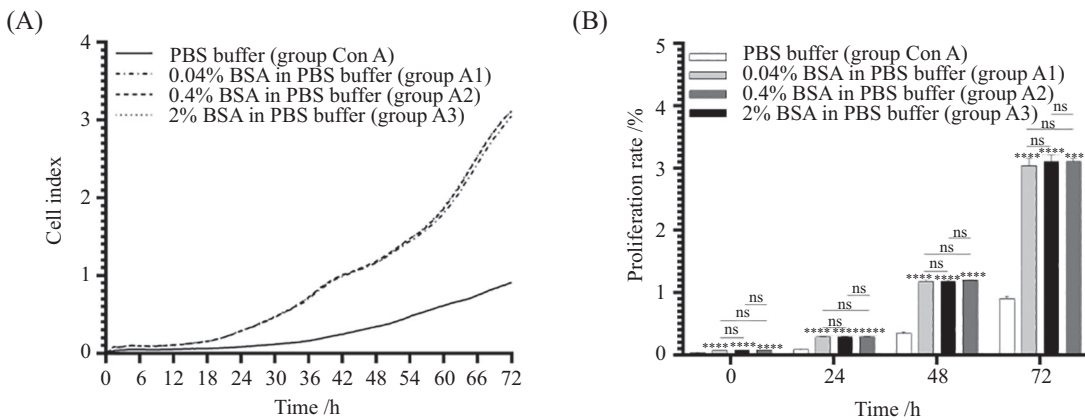 (A)
4
3
2
1
0
Cell index
PBS buffer (group Con A)
0.04% BSA in PBS buffer (group A1)
0.4% BSA in PBS buffer (group A2)
2% BSA in PBS buffer (group A3)
0 6 12 18 24 30 36 42 48 54 60 66 72
Time /h
(B)
5
4
3
2
1
0
Proliferation rate /%
PBS buffer (group Con A)
0.04% BSA in PBS buffer (group A1)
0.4% BSA in PBS buffer (group A2)
2% BSA in PBS buffer (group A3)
ns
ns
ns
**** **** ****
ns
ns
ns
ns
ns
ns
**** **** ****
ns
ns
ns
**** **** ***
0 24 48 72
Time /h